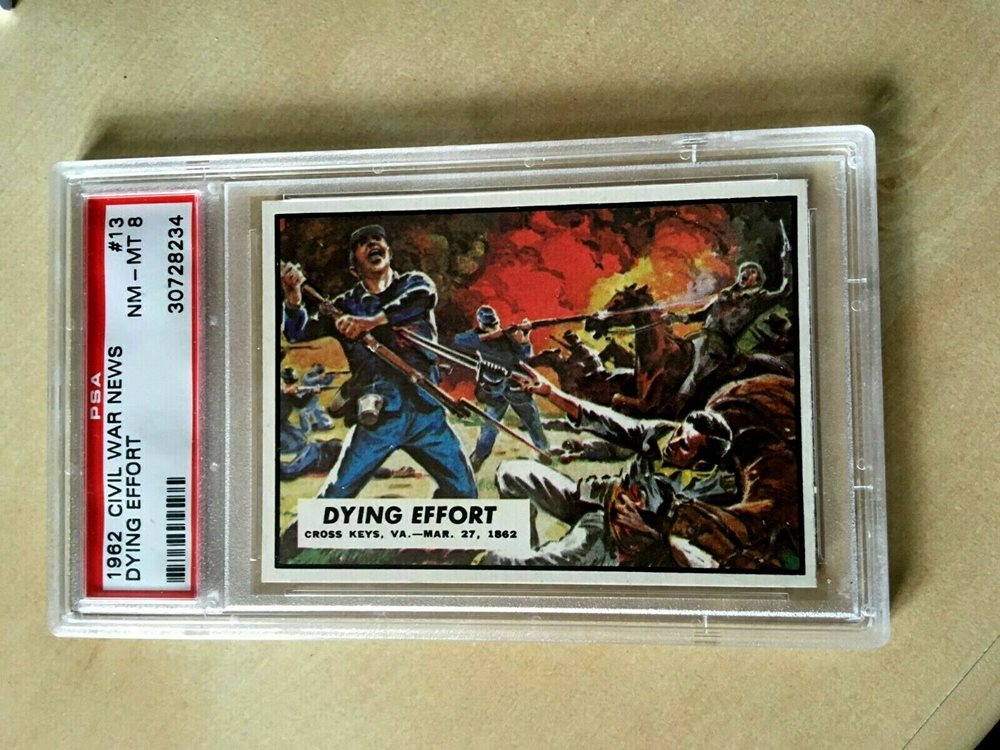 PSA
1962 CIVIL WAR NEWS #13
DYING EFFORT NM - MT 8
30728234
DYING EFFORT
CROSS KEYS, VA.—MAR. 27, 1862